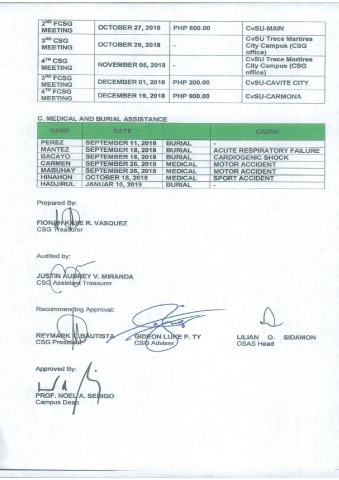 2ND FCSG MEETING OCTOBER 27, 2018 PHP 600.00 CvSU-MAIN
3RD CSG MEETING OCTOBER 29, 2018 - CvSU Trece Martires City Campus (CSG office)
4TH CSG MEETING NOVEMBER 05, 2018 - CvSU Trece Martires City Campus (CSG office)
3RD FCSG MEETING DECEMBER 01, 2018 PHP 200.00 CvSU-CAVITE CITY
4TH FCSG MEETING DECEMBER 19, 2018 PHP 900.00 CvSU-CARMONA
C. MEDICAL AND BURIAL ASSISTANCE
NAME DATE CAUSE
PEREZ SEPTEMBER 11, 2018 BURIAL -
MANTEZ SEPTEMBER 18, 2018 BURIAL ACUTE RESPIRATORY FAILURE
GACAYO SEPTEMBER 18, 2018 BURIAL CARDIOGENIC SHOCK
CARMEN SEPTEMBER 26, 2018 MEDICAL MOTOR ACCIDENT
MABUHAY SEPTEMBER 26, 2018 MEDICAL MOTOR ACCIDENT
HINAHON OCTOBER 18, 2018 MEDICAL SPORT ACCIDENT
HADJIRUL JANUAR 10, 2019 BURIAL -
Prepared By:
FIONAH R. VASQUEZ
CSG Treasurer
Audited by:
JUSTIN AUBREY V. MIRANDA
CSG Assistant Treasurer
Recommending Approval:
REYMARK BAUTISTA GIDEON LUKE P. TY LILIAN O. SIDAMON
CSG President CSG Adviser OSAS Head
Approved By:
PROF. NOEL A. SEDIGO
Campus Dean